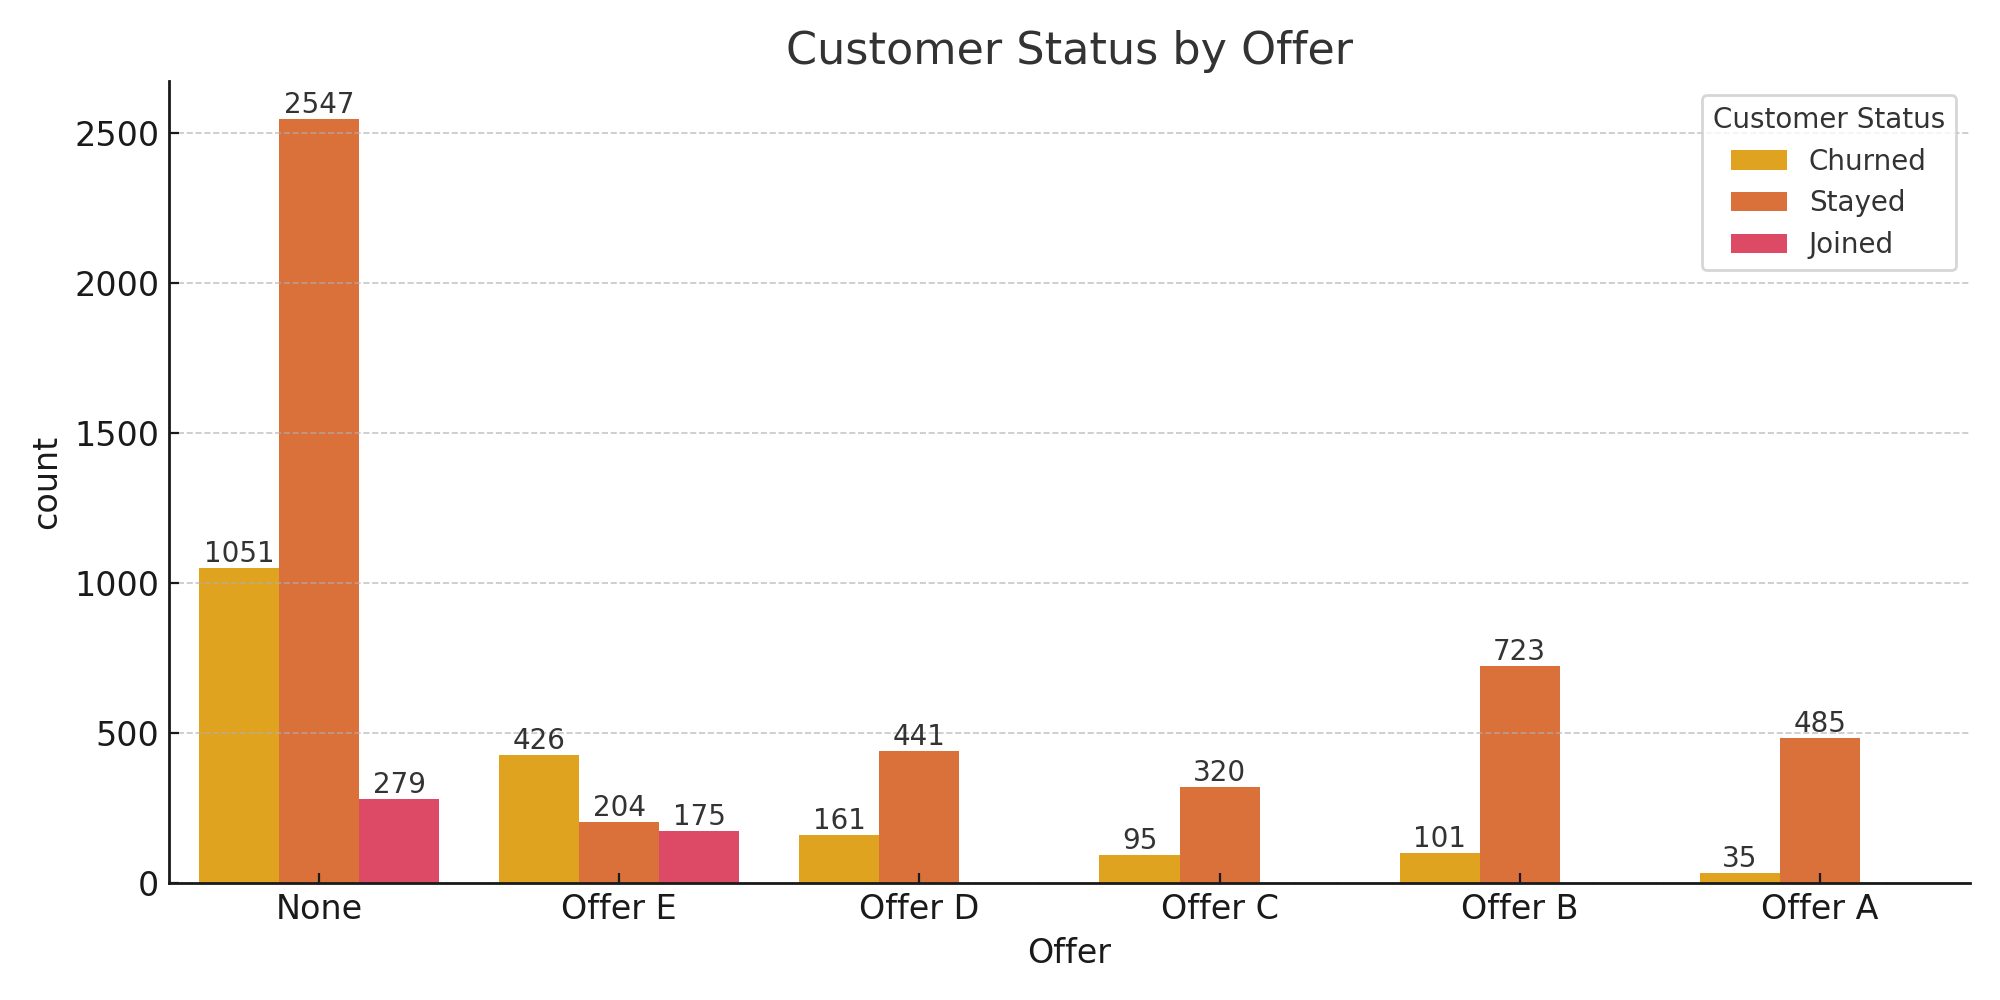 Customer Status by Offer
Customer Status
Churned
Stayed
Joined
count
2500
2000
1500
1000
500
0
2547
1051
279
426
204
175
161
441
95
320
101
723
35
485
None
Offer E
Offer D
Offer C
Offer B
Offer A
Offer